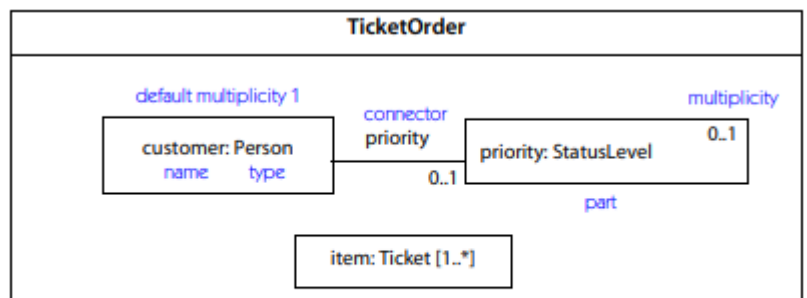 TicketOrder
default multiplicity 1
connector
multiplicity
customer: Person
name type
priority
0..1
priority: StatusLevel
0..1
part
item: Ticket [1..*]